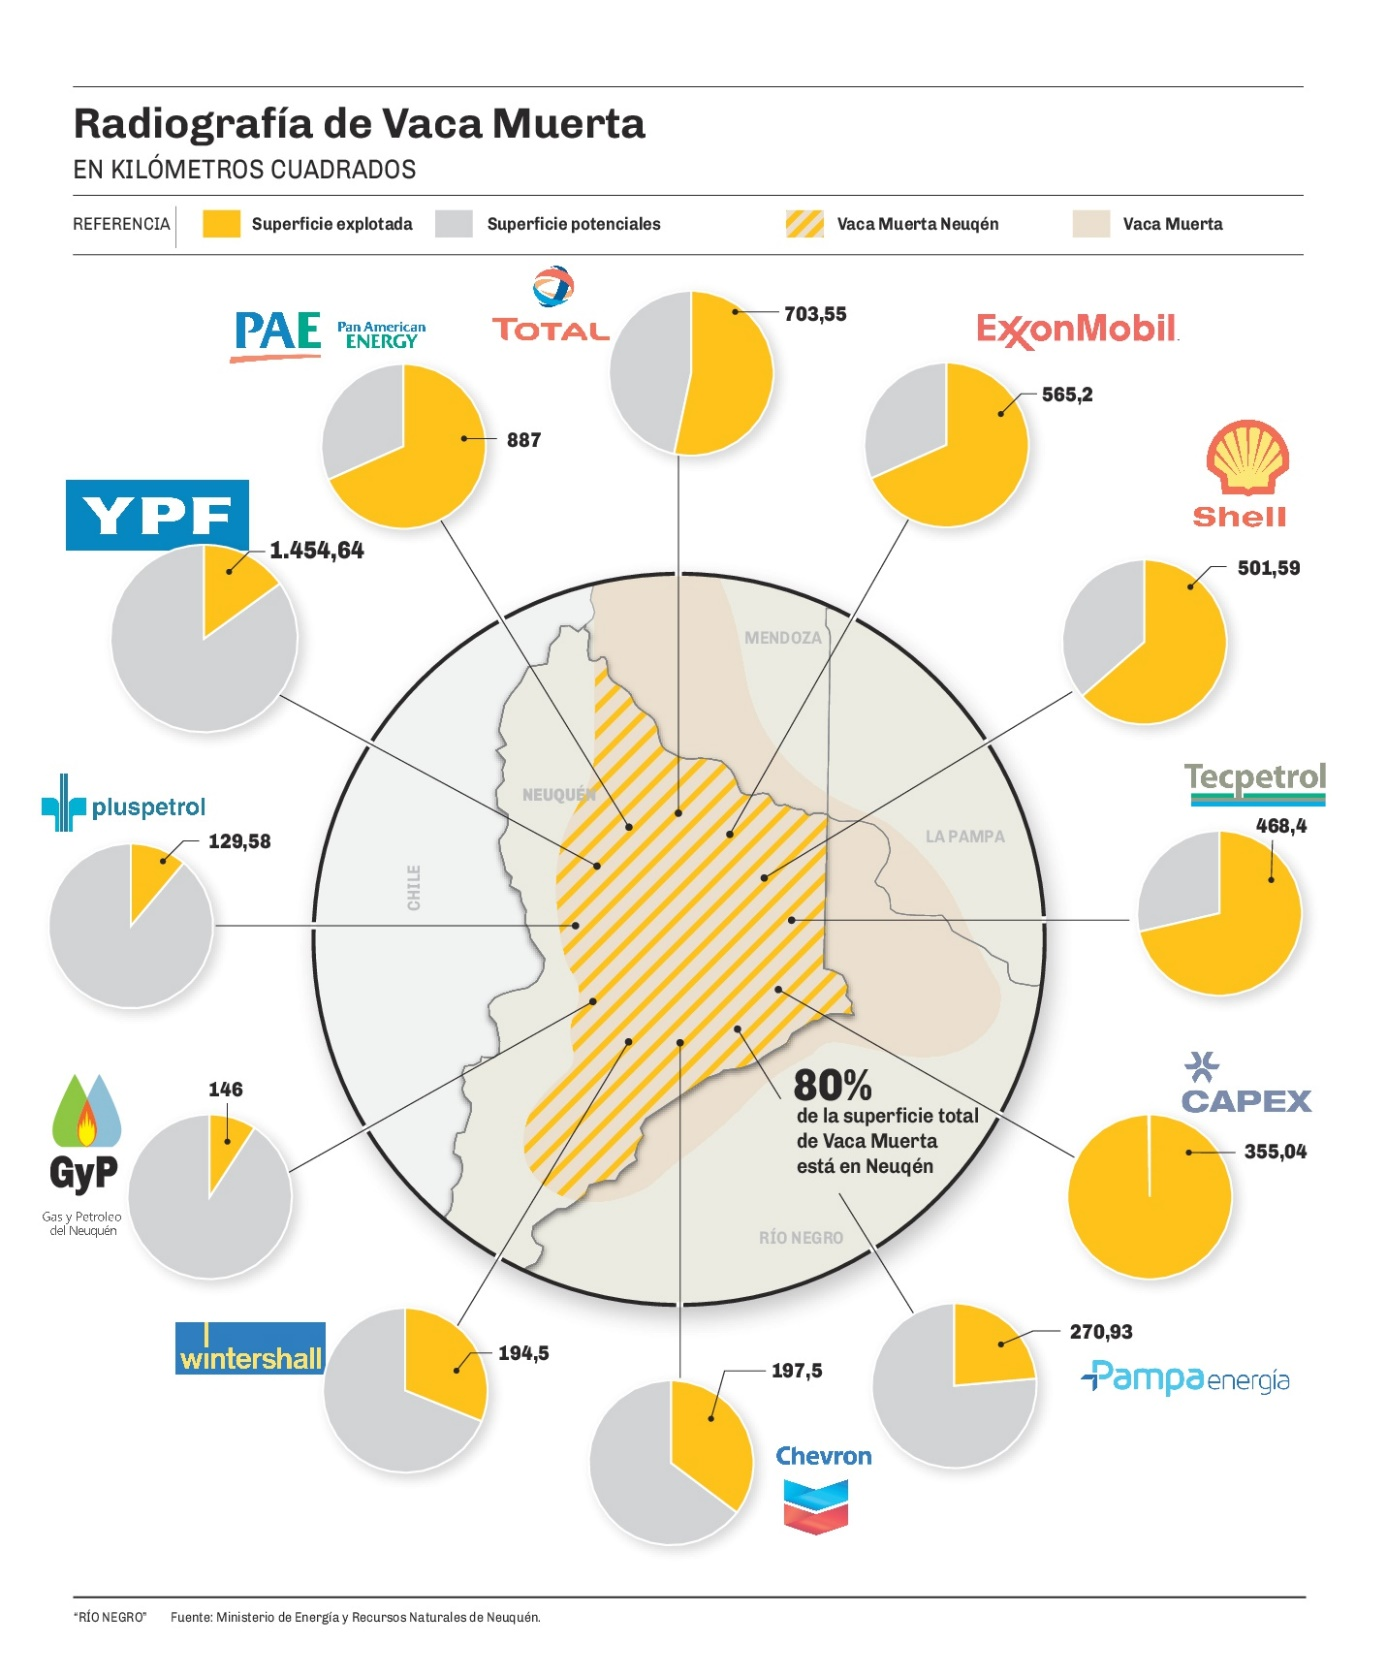 Radiografía de Vaca Muerta
EN KILÓMETROS CUADRADOS
REFERENCIA
Superficie explotada
Superficie potenciales
Vaca Muerta Neuqén
Vaca Muerta
PAE Pan American
ENERGY
887
TOTAL
703,55
ExxonMobil
565,2
Shell
501,59
YPF
1.454,64
Tecpetrol
468,4
pluspetrol
129,58
MENDOZA
NEUQUÉN
LA PAMPA
CHILE
RÍO NEGRO
80%
de la superficie total
de Vaca Muerta
está en Neuqén
GyP
Gas y Petroleo
del Neuquén
146
CAPEX
355,04
wintershall
194,5
Chevron
197,5
270,93
Pampa energía
“RÍO NEGRO” Fuente: Ministerio de Energía y Recursos Naturales de Neuquén.